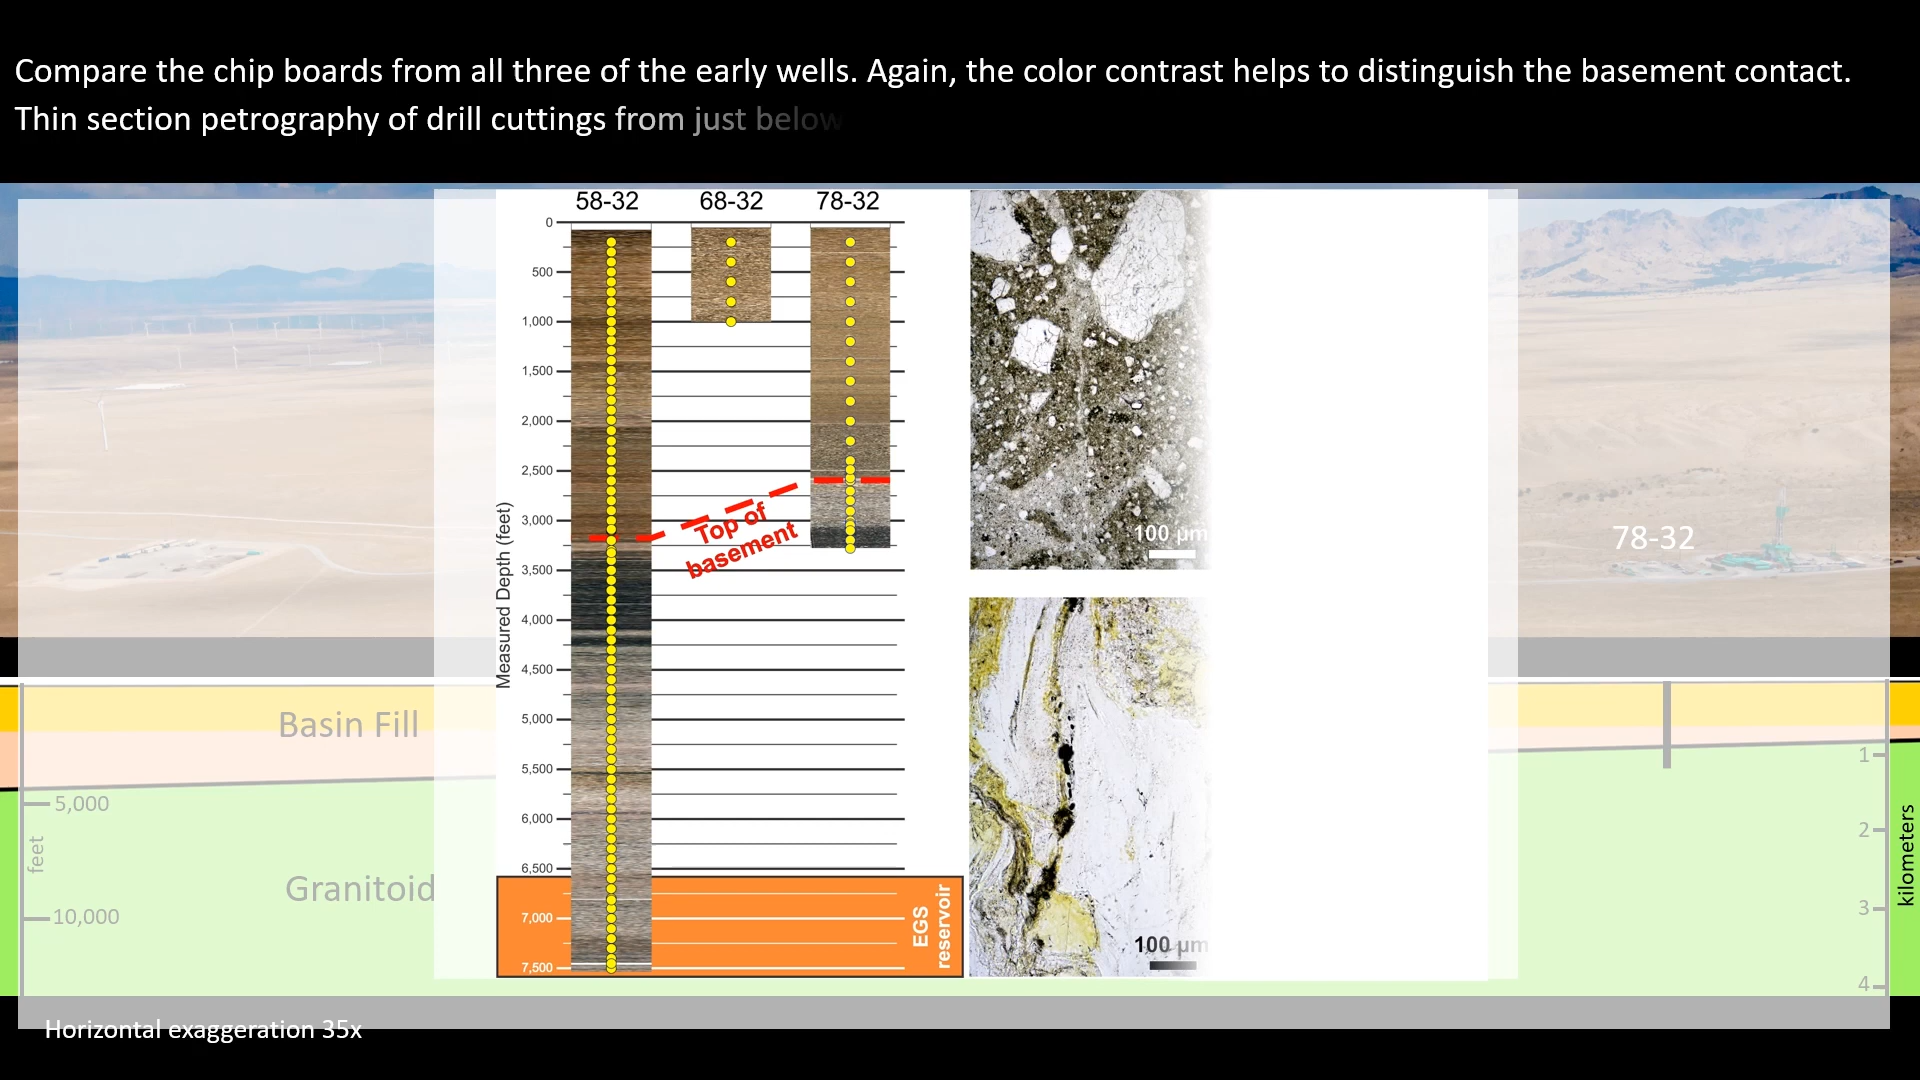 Compare the chip boards from all three of the early wells. Again, the color contrast helps to distinguish the basement contact.
Thin section petrography of drill cuttings from just below
58-32 68-32 78-32
0
500
1,000
1,500
2,000
2,500
3,000
3,500
4,000
4,500
5,000
5,500
6,000
6,500
7,000
7,500
Measured Depth (feet)
Top of
basement
EGS
reservoir
100 µm
100 µm
78-32
Basin Fill
Granitoid
5,000
10,000
feet
1
2
3
4
kilometers
Horizontal exaggeration 35x